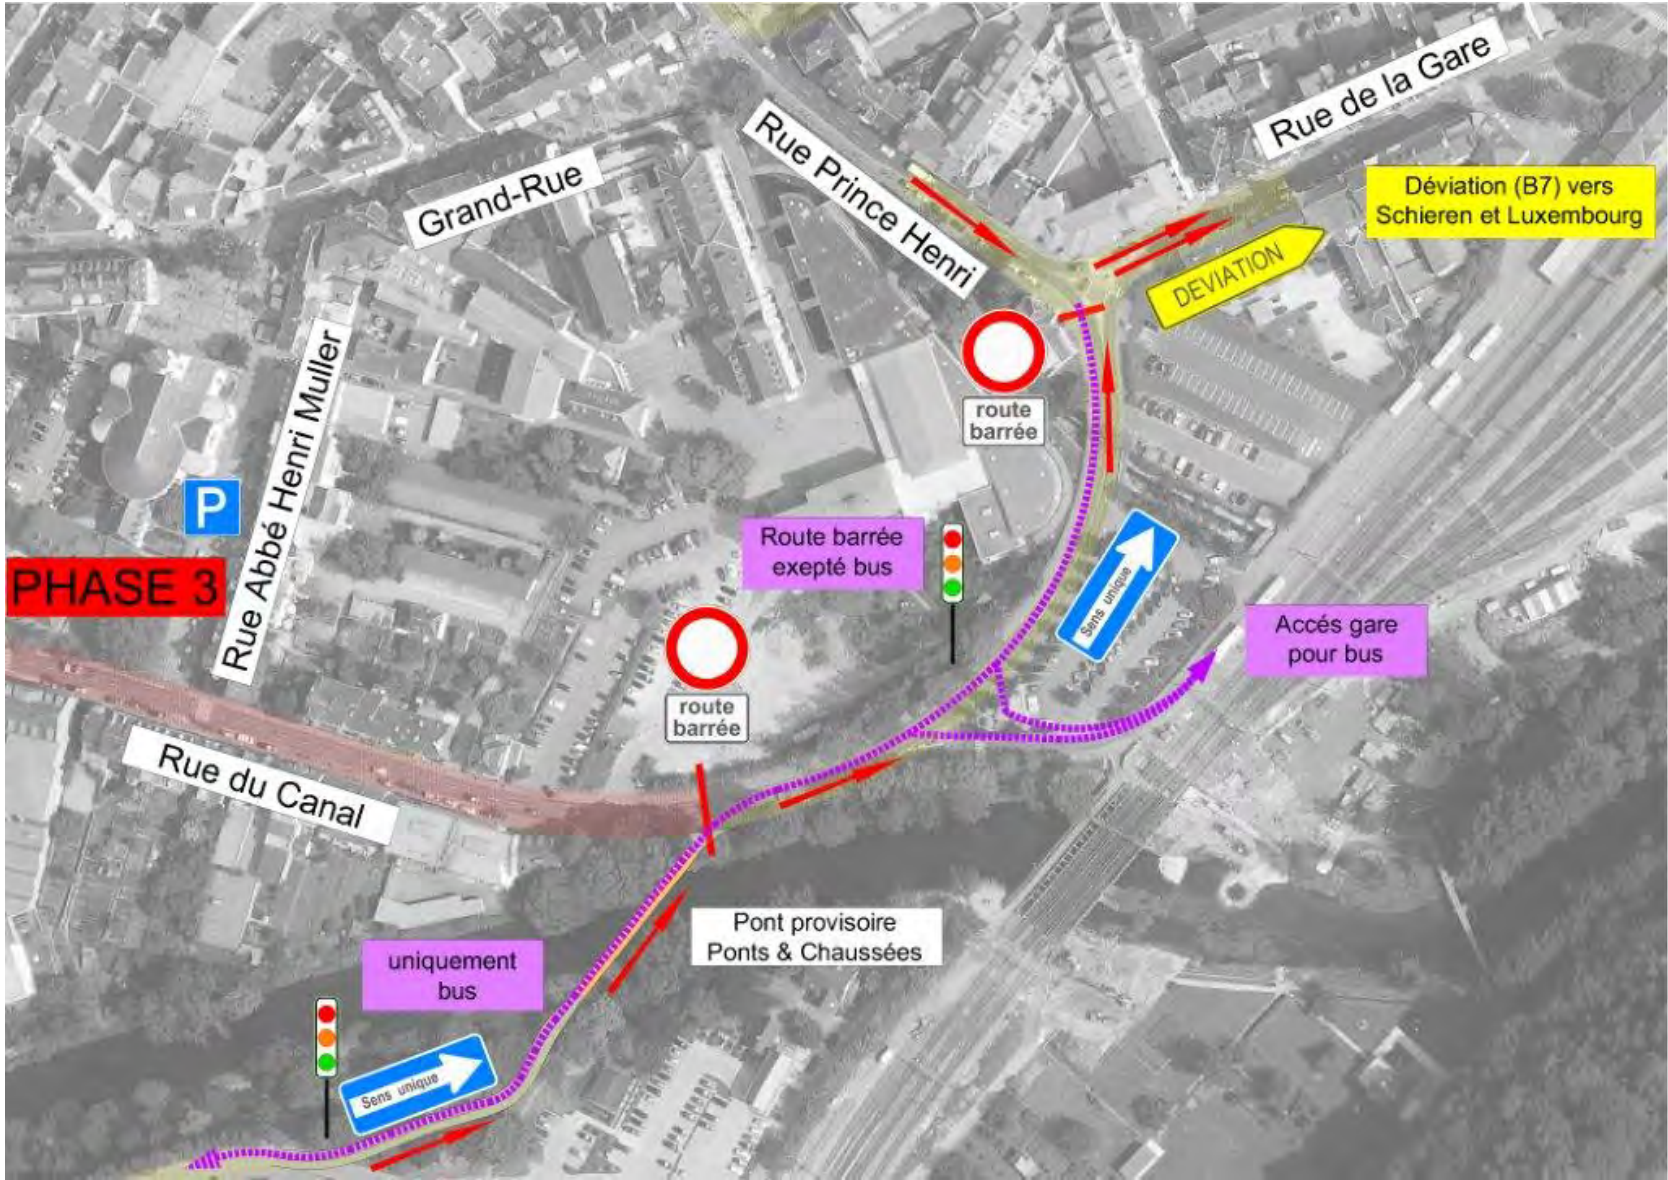 Rue de la Gare
Rue Prince Henri
Grand-Rue
Déviation (B7) vers
Schieren et Luxembourg
DEVIATION
Rue Abbé Henri Muller
route
barrée
P
Route barrée
exepté bus
PHASE 3
Sens unique
Accés gare
pour bus
route
barrée
Rue du Canal
Pont provisoire
Ponts & Chaussées
uniquement
bus
Sens unique